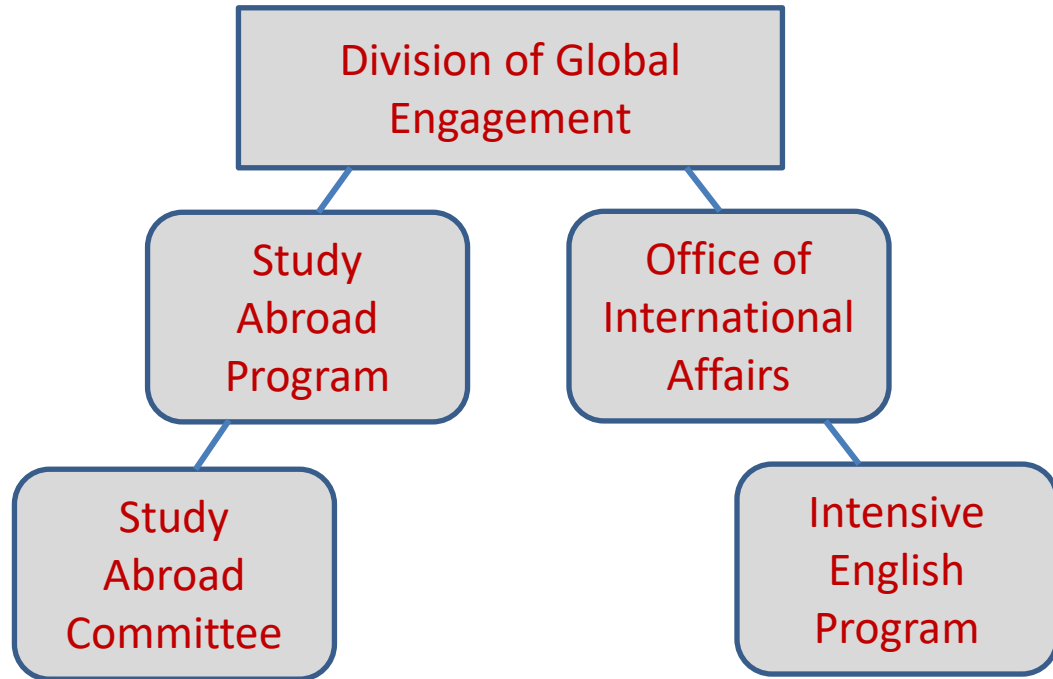 Division of Global
Engagement
Study
Abroad
Program
Office of
International
Affairs
Study
Abroad
Committee
Intensive
English
Program